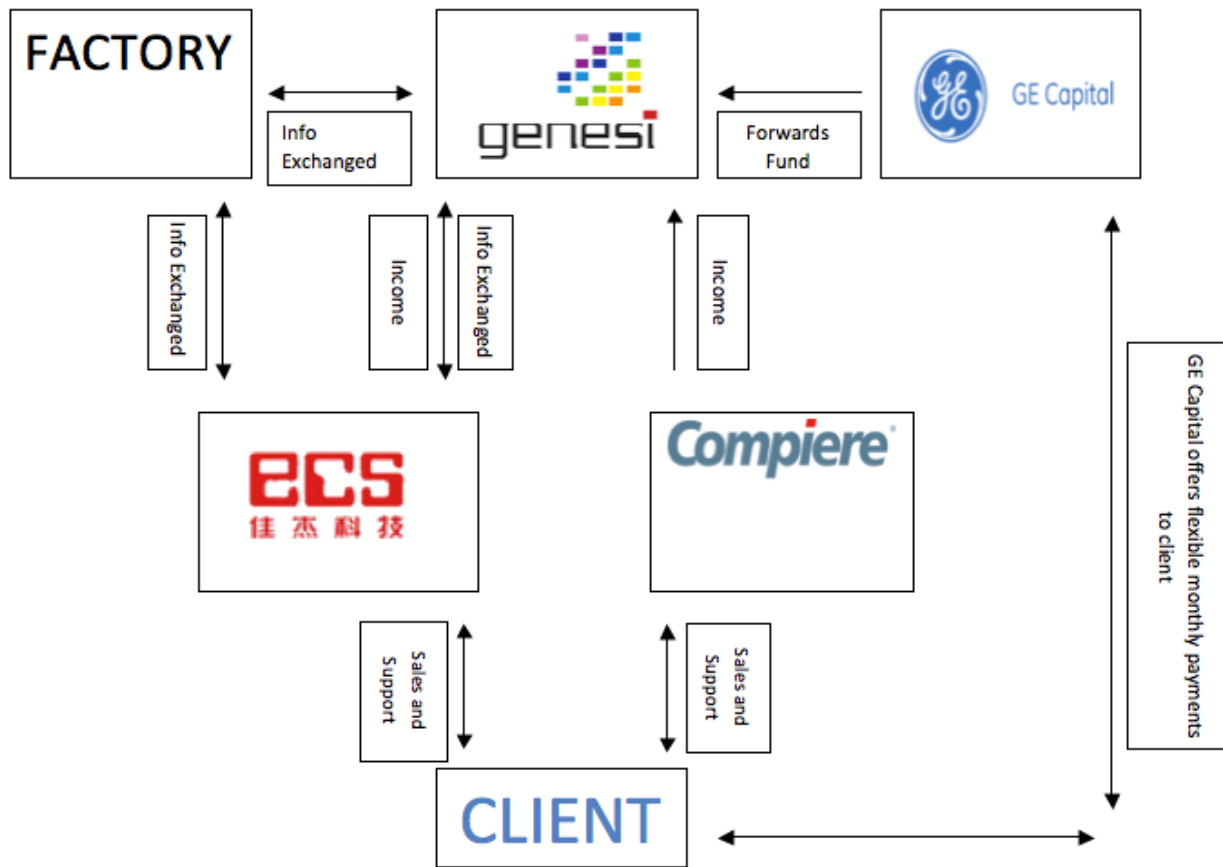 FACTORY
genesi
GE
GE Capital
Info
Exchanged
Forwards
Fund
Info Exchanged
Income
Info Exchanged
Income
GE Capital offers flexible monthly payments
to client
ecs
佳杰科技
Compiere®
Sales and
Support
Sales and
Support
CLIENT